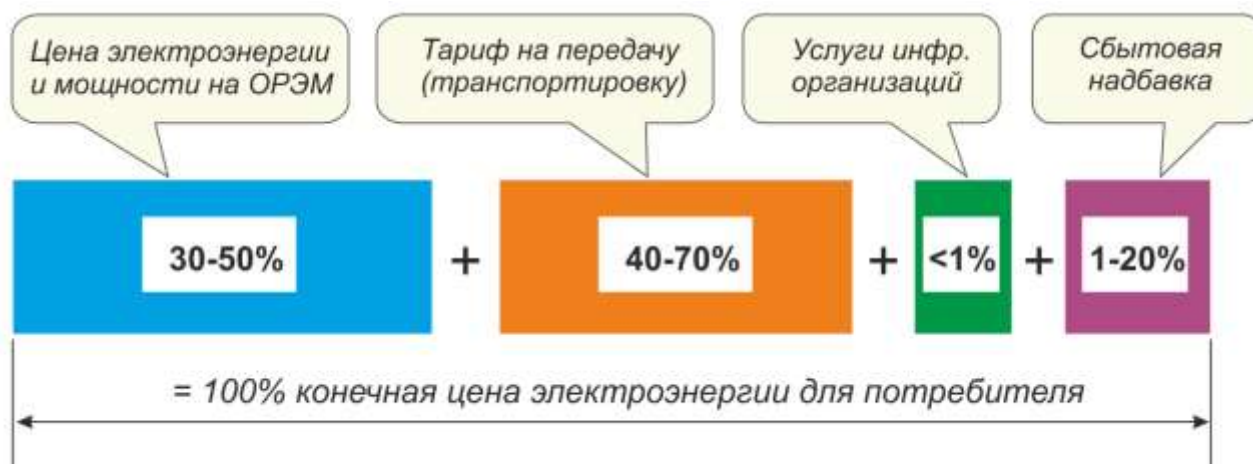 Цена электроэнергии
и мощности на ОРЭМ
Тариф на передачу
(транспортировку)
Услуги инфр.
организаций
Сбытовая
надбавка
30-50%
+
40-70%
+
<1%
+
1-20%
= 100% конечная цена электроэнергии для потребителя